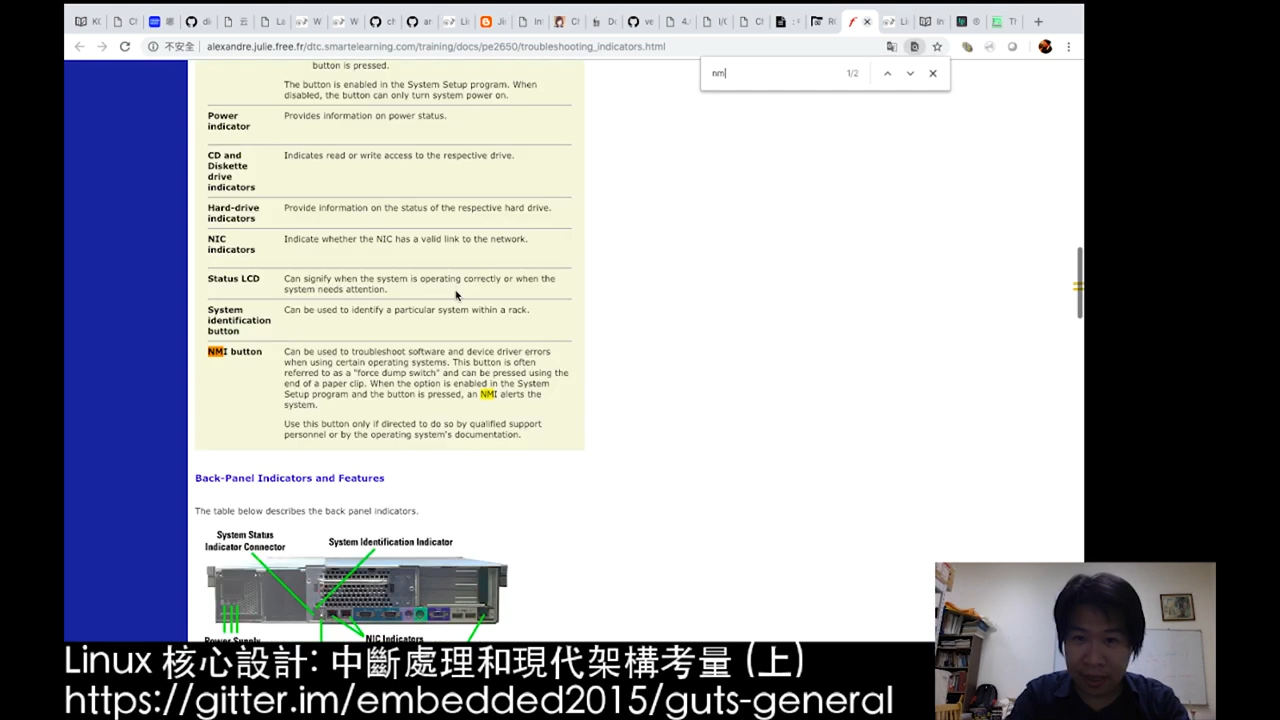 不安全
alexandre.julie.free.fr/dtc.smartelearning.com/training/docs/pe2650/troubleshooting_indicators.html
nm
1/2
button is pressed.
The button is enabled in the System Setup program. When
disabled, the button can only turn system power on.
Power
indicator
Provides information on power status.
CD and
Diskette
drive
indicators
Indicates read or write access to the respective drive.
Hard-drive
indicators
Provide information on the status of the respective hard drive.
NIC
indicators
Indicate whether the NIC has a valid link to the network.
Status LCD
Can signify when the system is operating correctly or when the
system needs attention.
System
identification
button
Can be used to identify a particular system within a rack.
NMI button
Can be used to troubleshoot software and device driver errors
when using certain operating systems. This button is often
referred to as a "force dump switch" and can be pressed using the
end of a paper clip. When the option is enabled in the System
Setup program and the button is pressed, an NMI alerts the
system.
Use this button only if directed to do so by qualified support
personnel or by the operating system's documentation.
Back-Panel Indicators and Features
The table below describes the back panel indicators.
System Status
Indicator Connector
System Identification Indicator
Power Supply
NIC Indicators
Linux 核心設計: 中斷處理和現代架構考量 (上)
https://gitter.im/embedded2015/guts-general